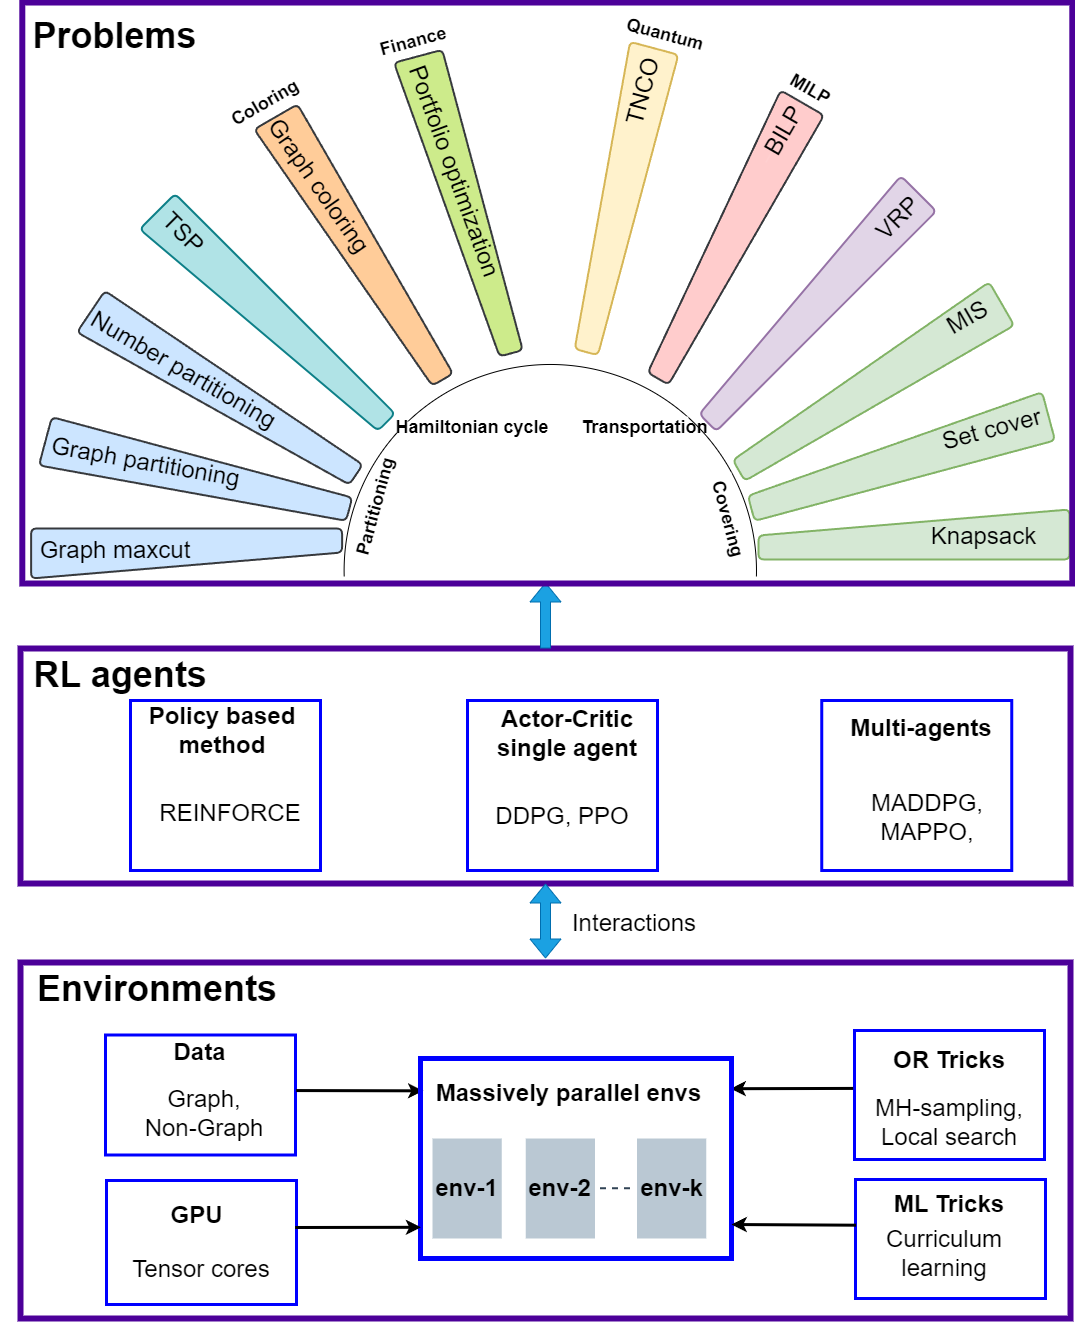 Problems
Finance
Quantum
Coloring
MILP
Portfolio optimization
TNCO
Graph coloring
BILP
TSP
VRP
Number partitioning
MIS
Graph partitioning
Set cover
Graph maxcut
Knapsack
Hamiltonian cycle
Transportation
Partitioning
Covering
RL agents
Policy based
method
REINFORCE
Actor-Critic
single agent
DDPG, PPO
Multi-agents
MADDPG,
MAPPO,
Interactions
Environments
Data
Graph,
Non-Graph
GPU
Tensor cores
Massively parallel envs
env-1
env-2
env-k
OR Tricks
MH-sampling,
Local search
ML Tricks
Curriculum
learning